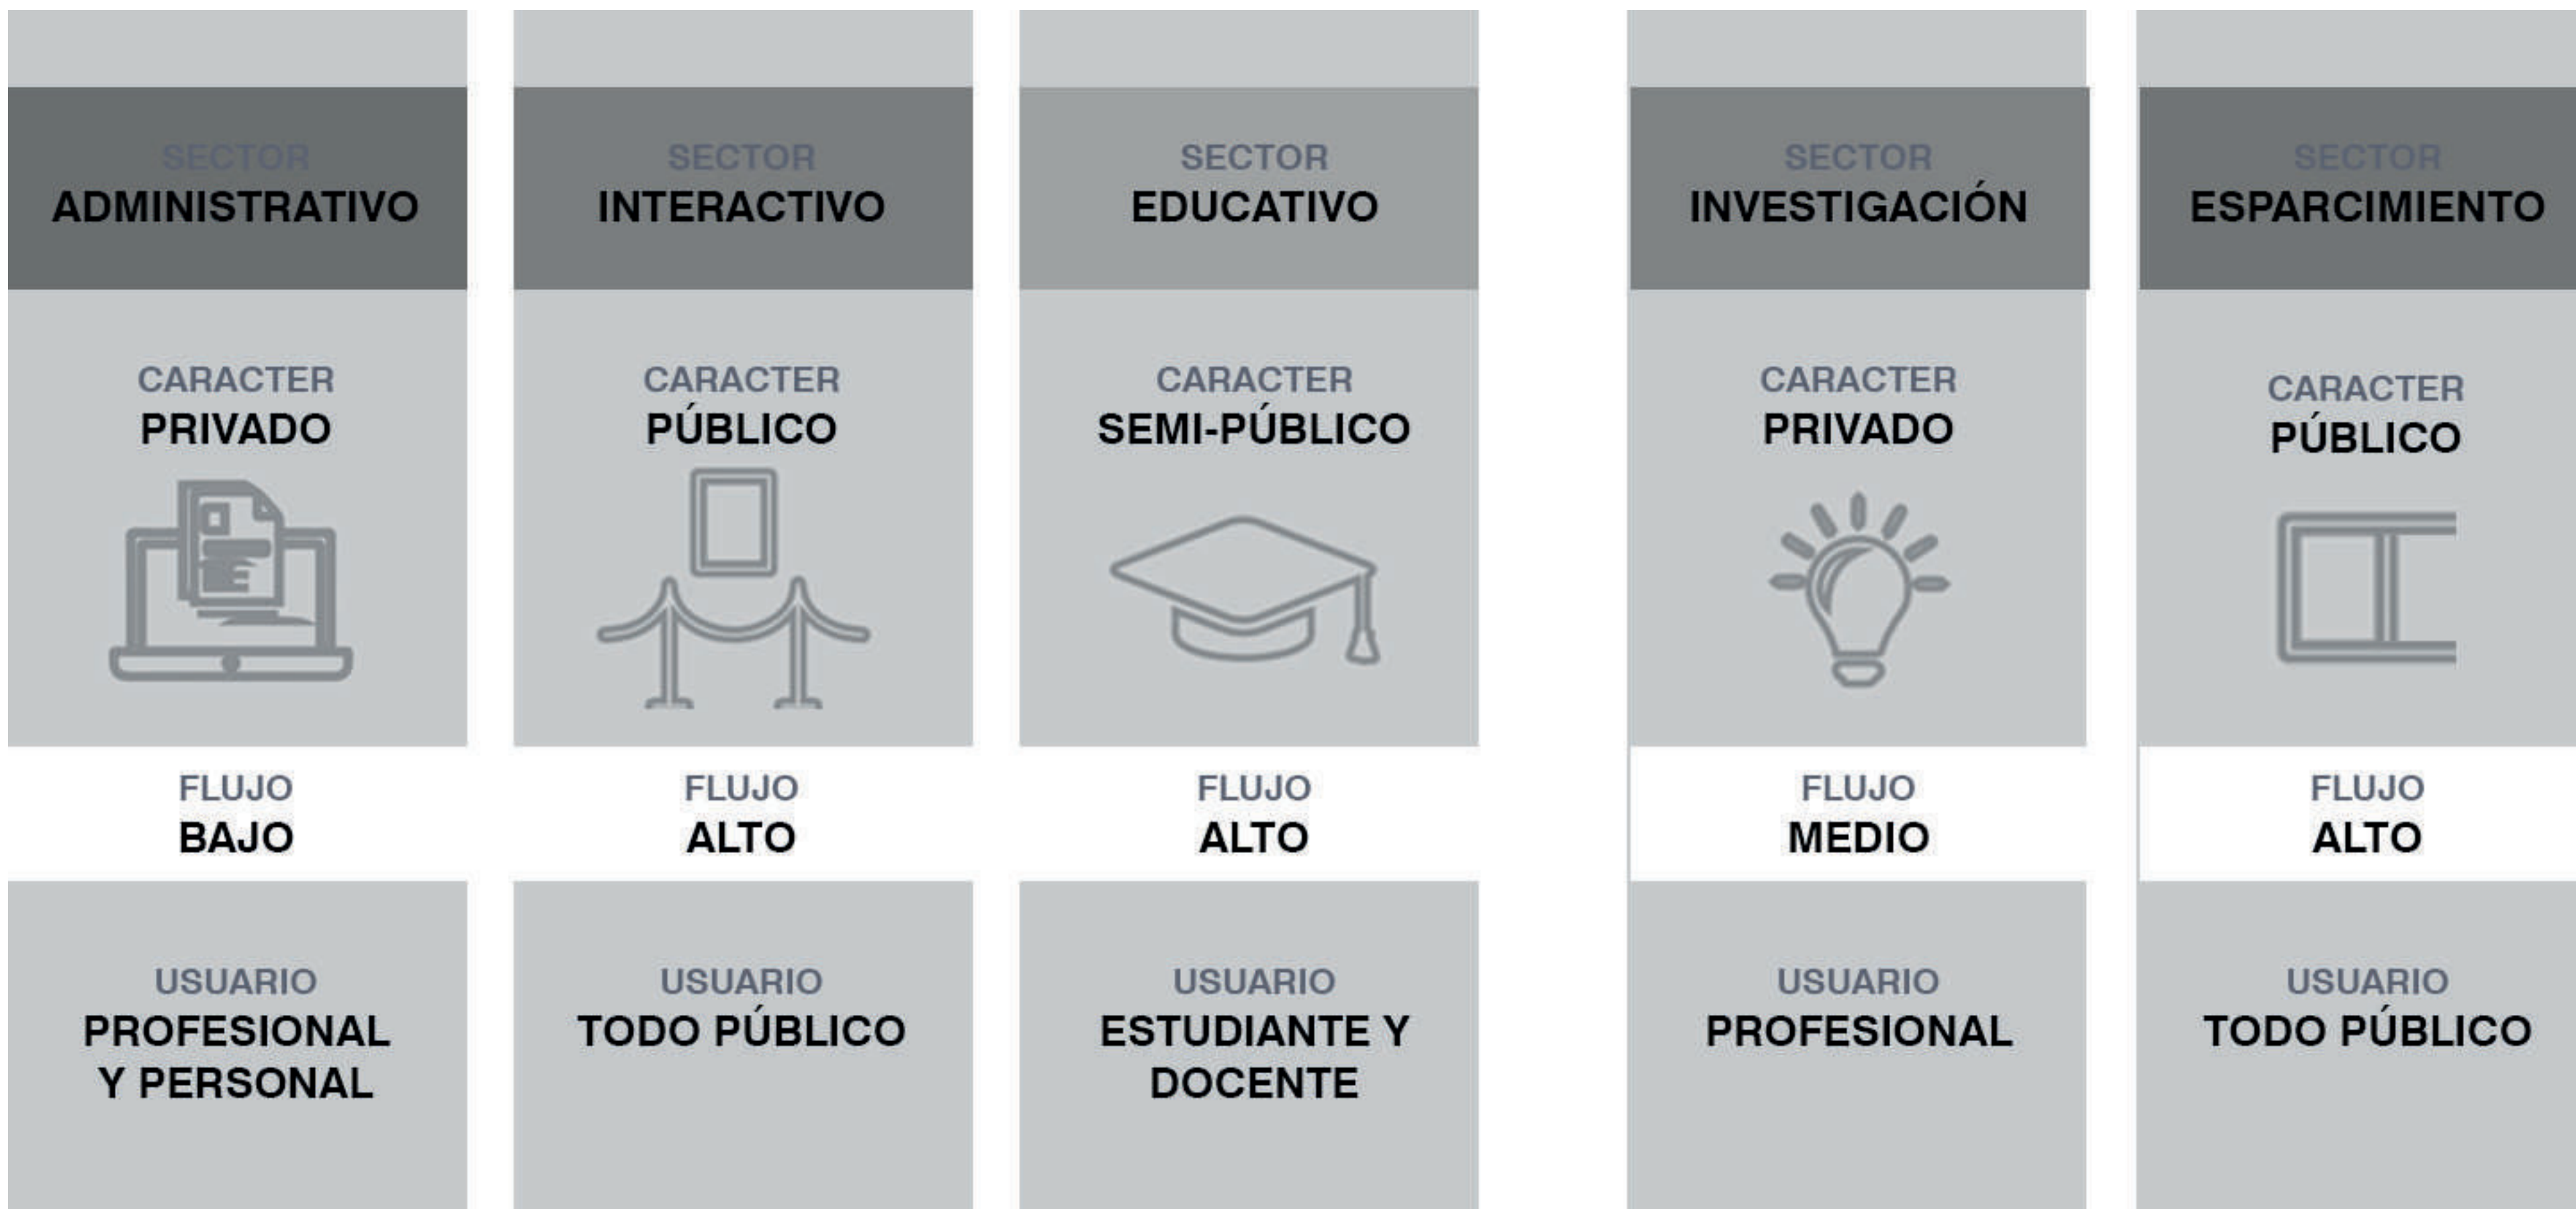 SECTOR
ADMINISTRATIVO
CARACTER
PRIVADO
FLUJO
BAJO
USUARIO
PROFESIONAL
Y PERSONAL
SECTOR
INTERACTIVO
CARACTER
PÚBLICO
FLUJO
ALTO
USUARIO
TODO PÚBLICO
SECTOR
EDUCATIVO
CARACTER
SEMI-PÚBLICO
FLUJO
ALTO
USUARIO
ESTUDIANTE Y
DOCENTE
SECTOR
INVESTIGACIÓN
CARACTER
PRIVADO
FLUJO
MEDIO
USUARIO
PROFESIONAL
SECTOR
ESPARCIMIENTO
CARACTER
PÚBLICO
FLUJO
ALTO
USUARIO
TODO PÚBLICO